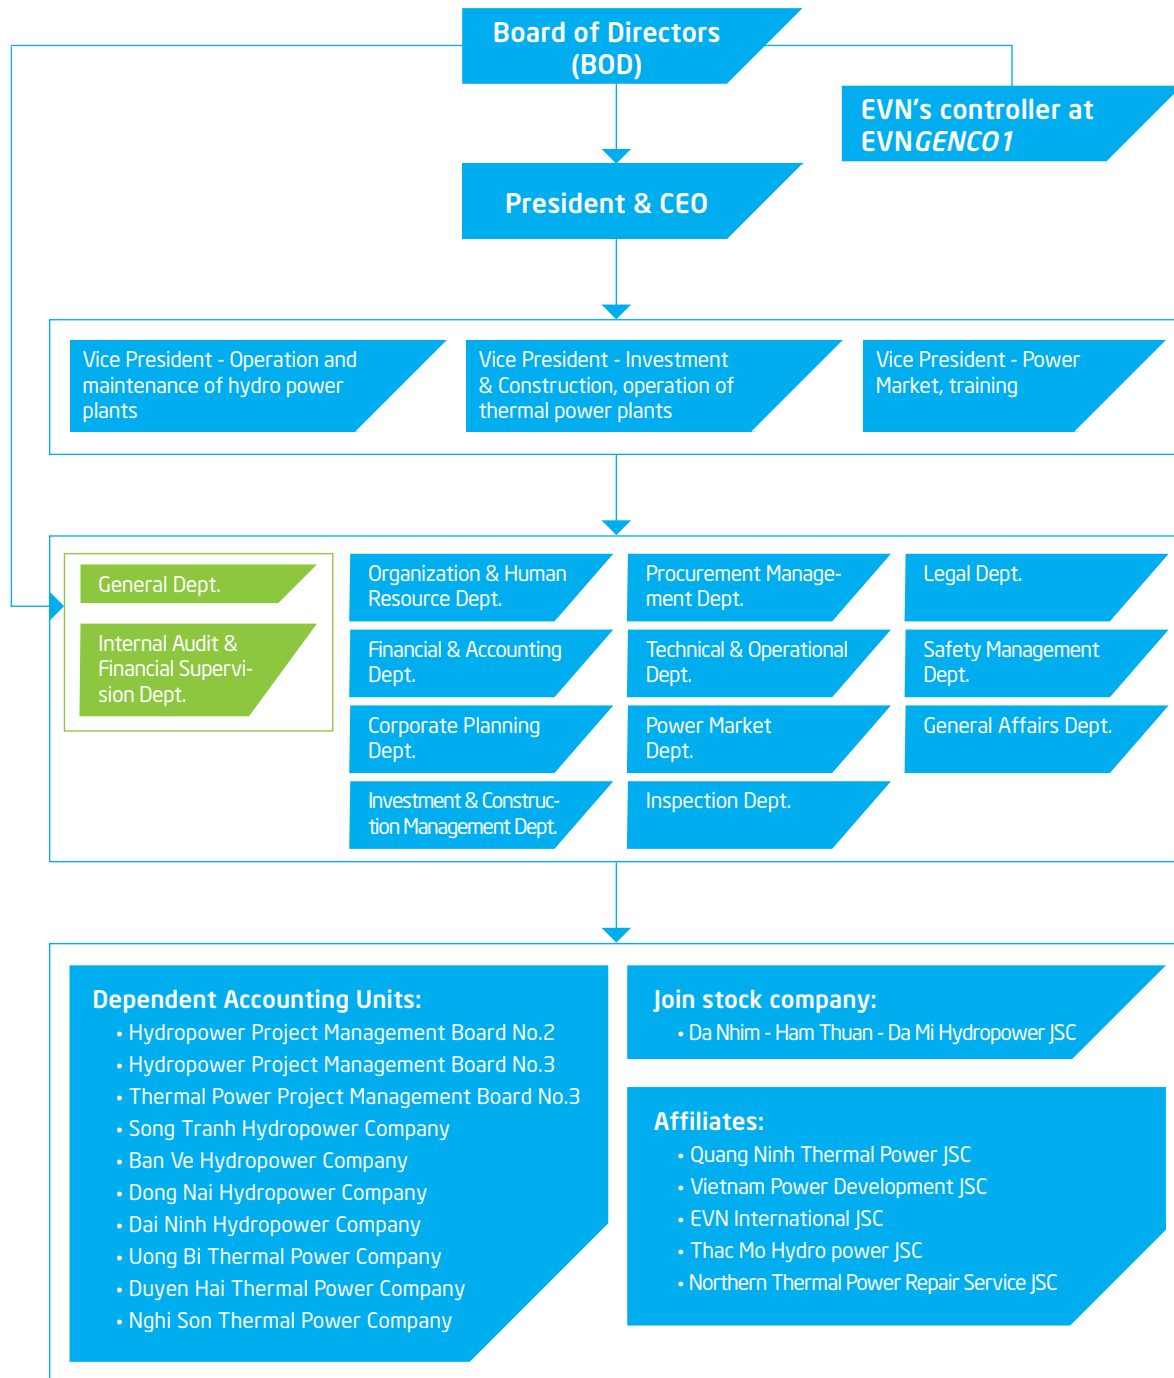 Board of Directors
(BOD)
EVN's controller at
EVNGENCO1
President & CEO
Vice President - Operation and
maintenance of hydro power
plants
Vice President - Investment
& Construction, operation of
thermal power plants
Vice President - Power
Market, training
General Dept.
Internal Audit &
Financial Supervi-
sion Dept.
Organization & Human
Resource Dept.
Financial & Accounting
Dept.
Corporate Planning
Dept.
Investment & Construc-
tion Management Dept.
Procurement Manage-
ment Dept.
Technical & Operational
Dept.
Power Market
Dept.
Inspection Dept.
Legal Dept.
Safety Management
Dept.
General Affairs Dept.
Dependent Accounting Units:
• Hydropower Project Management Board No.2
• Hydropower Project Management Board No.3
• Thermal Power Project Management Board No.3
• Song Tranh Hydropower Company
• Ban Ve Hydropower Company
• Dong Nai Hydropower Company
• Dai Ninh Hydropower Company
• Uong Bi Thermal Power Company
• Duyen Hai Thermal Power Company
• Nghi Son Thermal Power Company
Join stock company:
• Da Nhim - Ham Thuan - Da Mi Hydropower JSC
Affiliates:
• Quang Ninh Thermal Power JSC
• Vietnam Power Development JSC
• EVN International JSC
• Thac Mo Hydro power JSC
• Northern Thermal Power Repair Service JSC